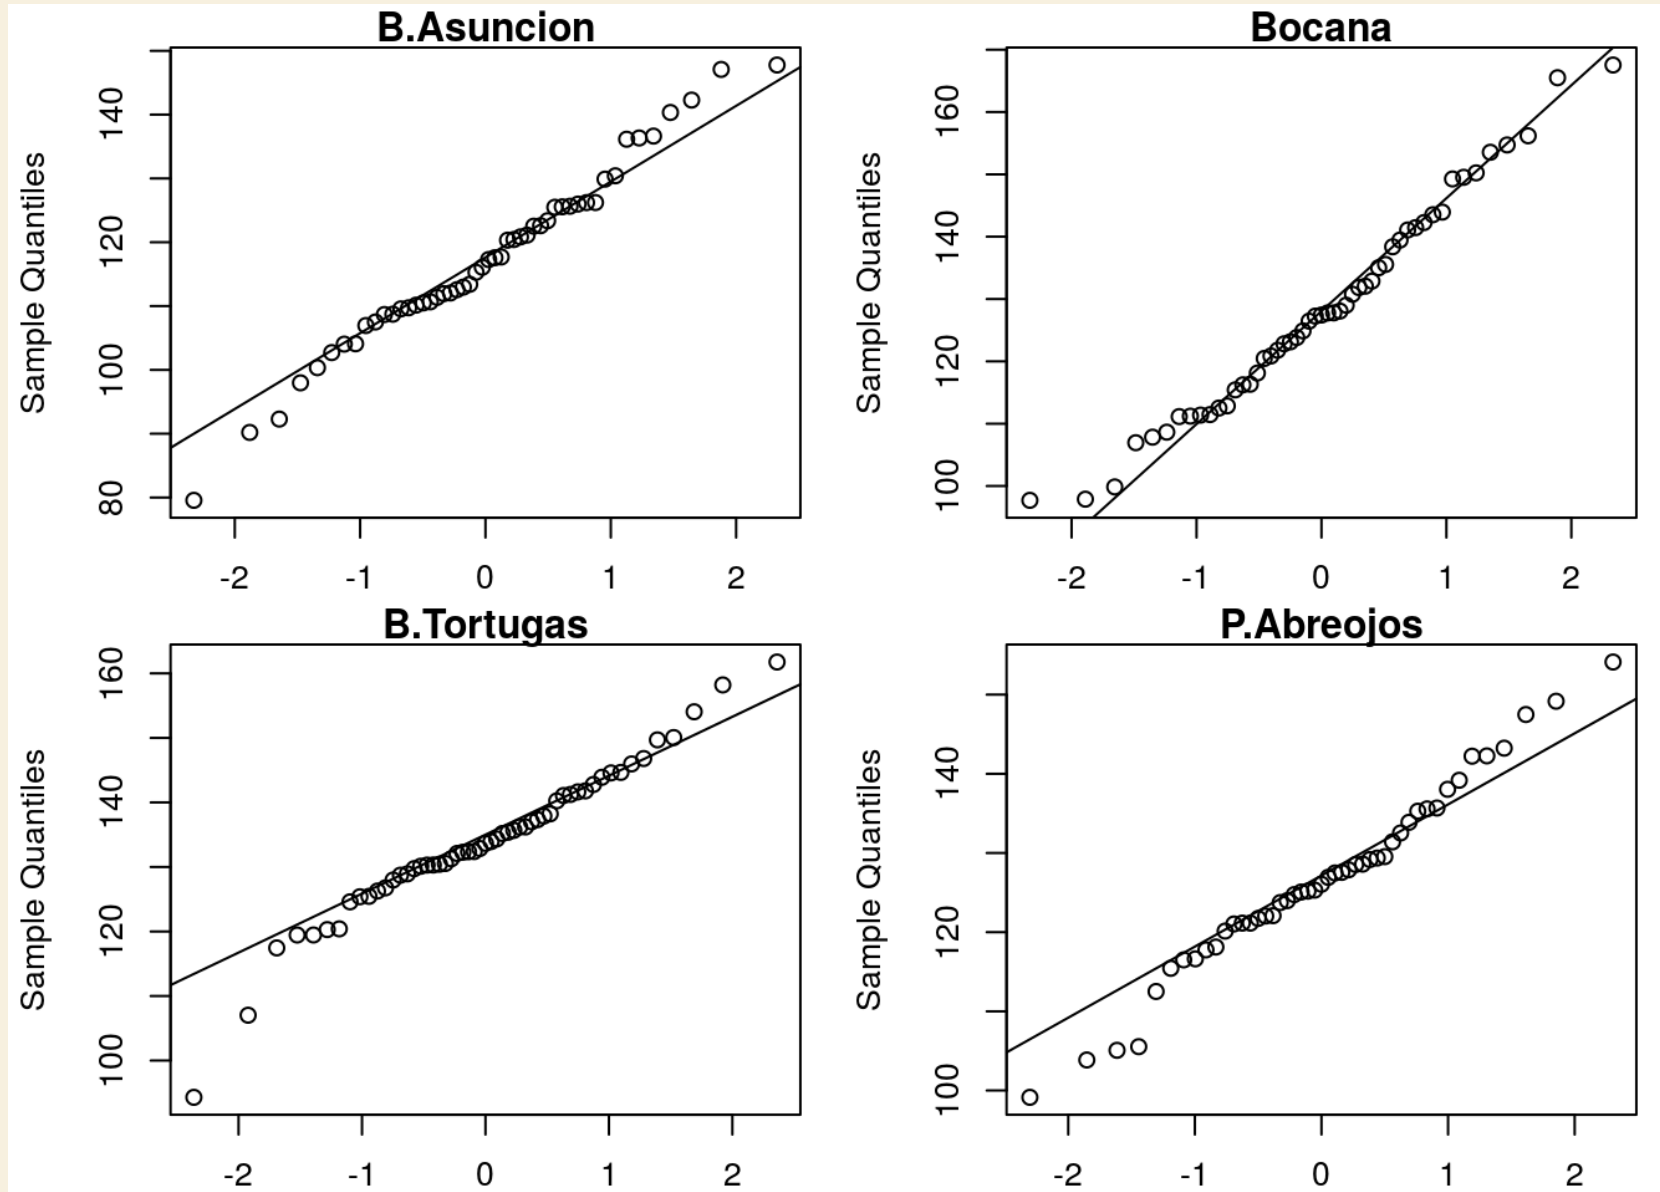 B.Asuncion
Sample Quantiles
80 100 120 140
-2 -1 0 1 2
Bocana
Sample Quantiles
100 120 140 160
-2 -1 0 1 2
B.Tortugas
Sample Quantiles
100 120 140 160
-2 -1 0 1 2
P.Abreojos
Sample Quantiles
100 120 140
-2 -1 0 1 2